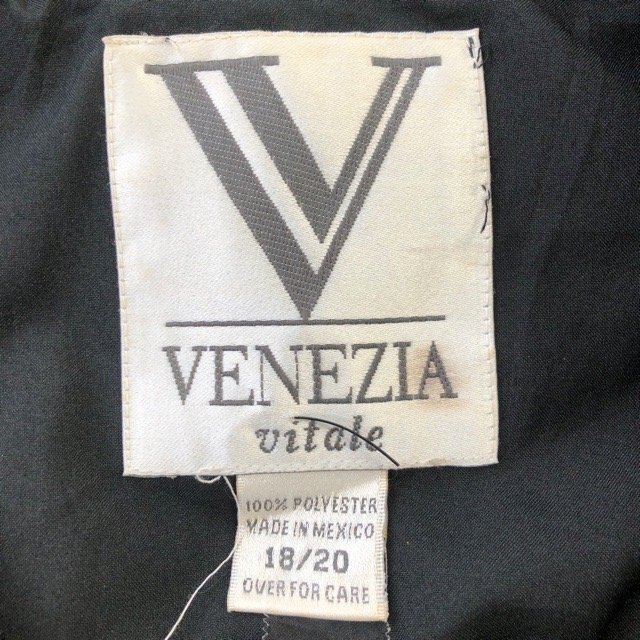 V
VENEZIA
vitale
100% POLYESTER
MADE IN MEXICO
18/20
OVER FOR CARE